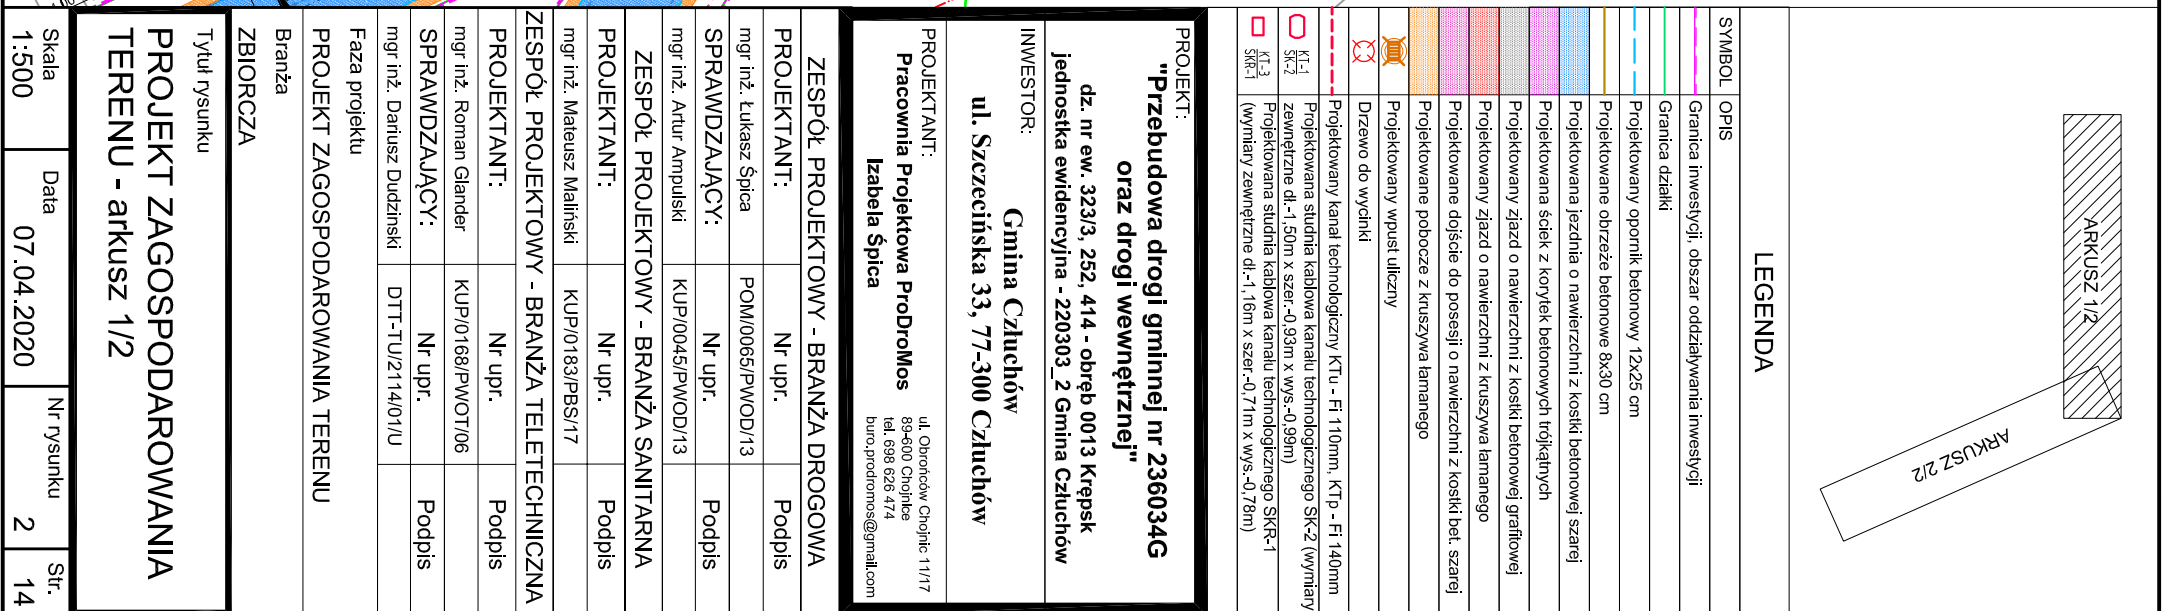 ARKUSZ 1/2
ARKUSZ 2/2
LEGENDA
SYMBOL OPIS
Granica inwestycji, obszar oddziaływania inwestycji
Granica działki
Projektowany opornik betonowy 12x25 cm
Projektowane obrzeże betonowe 8x30 cm
Projektowana jezdnia o nawierzchni z kostki betonowej szarej
Projektowana ściek z korytek betonowych trójkątnych
Projektowany zjazd o nawierzchni z kostki betonowej grafitowej
Projektowany zjazd o nawierzchni z kruszywa łamanego
Projektowane dojście do posesji o nawierzchni z kostki bet. szarej
Projektowane pobocze z kruszywa łamanego
Projektowany wpust uliczny
Drzewo do wycinki
Projektowany kanał technologiczny KTu - Fi 110mm, KTp - Fi 140mm
KT-1
SK-2
Projektowana studnia kablowa kanału technologicznego SK-2 (wymiary
zewnętrzne dł.-1,50m x szer.-0,93m x wys.-0,99m)
KT-3
SKR-1
Projektowana studnia kablowa kanału technologicznego SKR-1
(wymiary zewnętrzne dł.-1,16m x szer.-0,71m x wys.-0,78m)
PROJEKT:
"Przebudowa drogi gminnej nr 236034G
oraz drogi wewnętrznej"
dz. nr ew. 323/3, 252, 414 - obręb 0013 Krępsk
jednostka ewidencyjna - 220303_2 Gmina Człuchów
INWESTOR:
Gmina Człuchów
ul. Szczecińska 33, 77-300 Człuchów
PROJEKTANT:
Pracownia Projektowa ProDroMos
Izabela Śpica
ul. Obrońców Chojnic 11/17
89-600 Chojnice
tel. 698 626 474
buro.prodromos@gmail.com
ZESPÓŁ PROJEKTOWY - BRANŻA DROGOWA
PROJEKTANT: Nr upr. Podpis
mgr inż. Łukasz Śpica POM/0065/PWOD/13
SPRAWDZAJĄCY: Nr upr. Podpis
mgr inż. Artur Ampulski KUP/0045/PWOD/13
ZESPÓŁ PROJEKTOWY - BRANŻA SANITARNA
PROJEKTANT: Nr upr. Podpis
mgr inż. Mateusz Maliński KUP/0183/PBS/17
ZESPÓŁ PROJEKTOWY - BRANŻA TELETECHNICZNA
PROJEKTANT: Nr upr. Podpis
mgr inż. Roman Glander KUP/0168/PWOT/06
SPRAWDZAJĄCY: Nr upr. Podpis
mgr inż. Dariusz Dudzinski DTT-TU/2114/01/U
Faza projektu
PROJEKT ZAGOSPODAROWANIA TERENU
Branża
ZBIORCZA
Tytuł rysunku
PROJEKT ZAGOSPODAROWANIA
TERENU - arkusz 1/2
Skala Data Nr rysunku Str.
1:500 07.04.2020 2 14